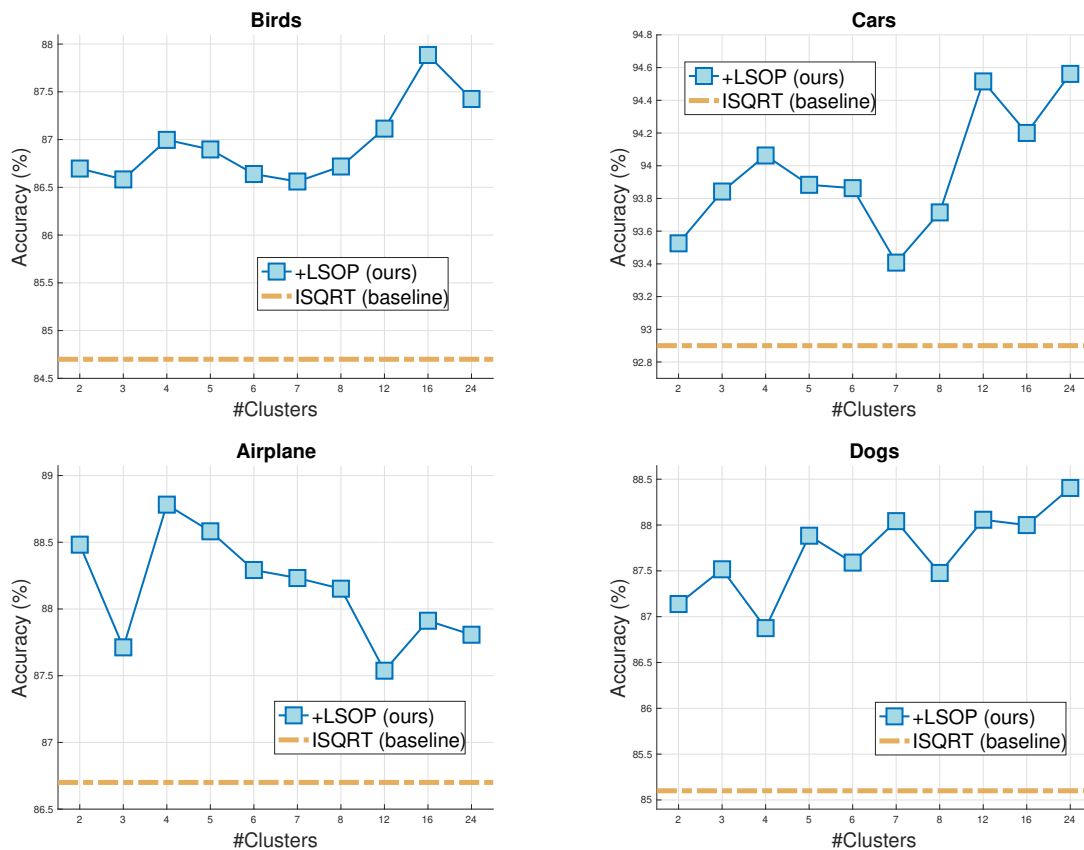 Birds
88
87.5
87
86.5
86
85.5
85
84.5
Accuracy (%)
+LSOP (ours)
ISQRT (baseline)
2 3 4 5 6 7 8 12 16 24
#Clusters
Cars
94.8
94.6
94.4
94.2
94
93.8
93.6
93.4
93.2
93
92.8
Accuracy (%)
+LSOP (ours)
ISQRT (baseline)
2 3 4 5 6 7 8 12 16 24
#Clusters
Airplane
89
88.5
88
87.5
87
86.5
Accuracy (%)
+LSOP (ours)
ISQRT (baseline)
2 3 4 5 6 7 8 12 16 24
#Clusters
Dogs
88.5
88
87.5
87
86.5
86
85.5
85
Accuracy (%)
+LSOP (ours)
ISQRT (baseline)
2 3 4 5 6 7 8 12 16 24
#Clusters